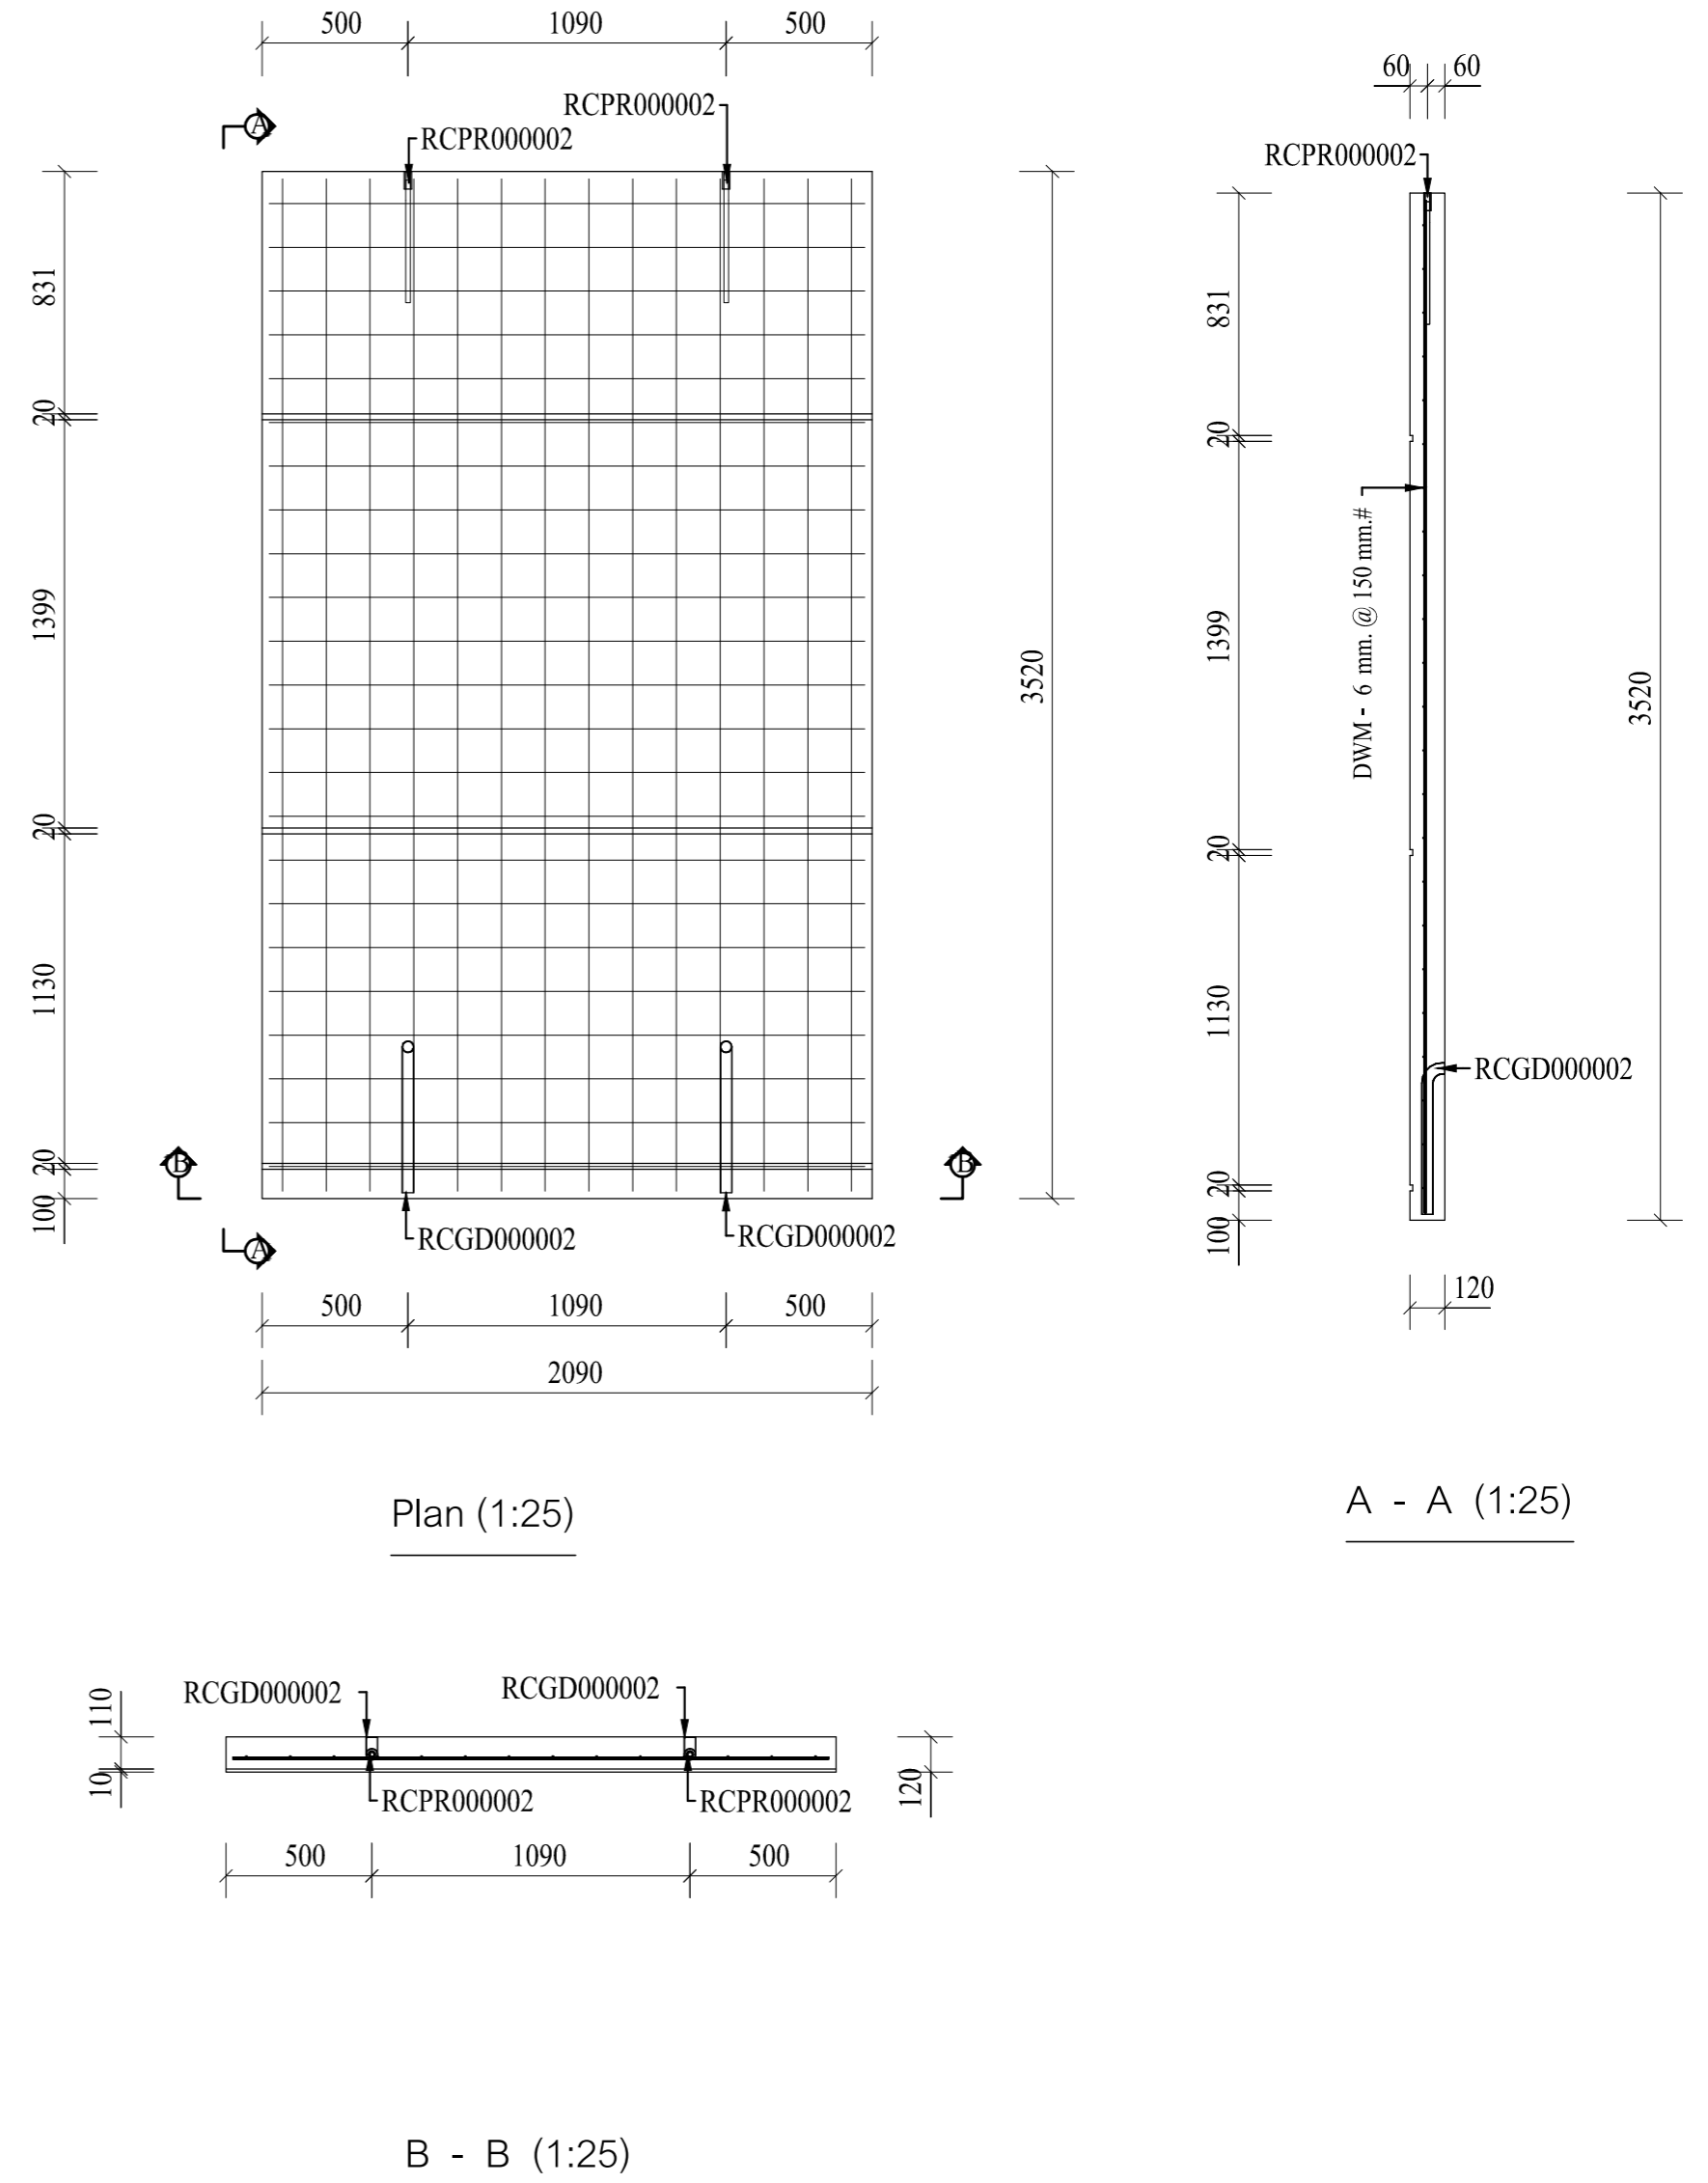 500 1090 500
RCPR000002
RCPR000002
A
831
20
1399
20
1130
20
100
3520
B
B
A
RCGD000002
RCGD000002
500 1090 500
2090
Plan (1:25)
60 60
RCPR000002
831
20
1399
20
1130
20
100
DWM - 6 mm. @ 150 mm.#
3520
RCGD000002
120
A - A (1:25)
RCGD000002
RCGD000002
110
10
120
RCPR000002
RCPR000002
500 1090 500
B - B (1:25)